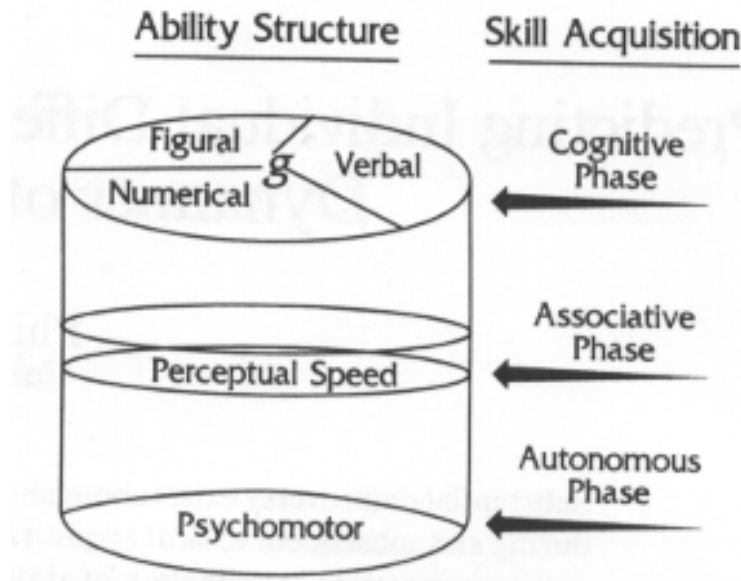 Ability Structure
Skill Acquisition
Figural
g
Verbal
Numerical
Cognitive
Phase
Associative
Phase
Perceptual Speed
Autonomous
Phase
Psychomotor